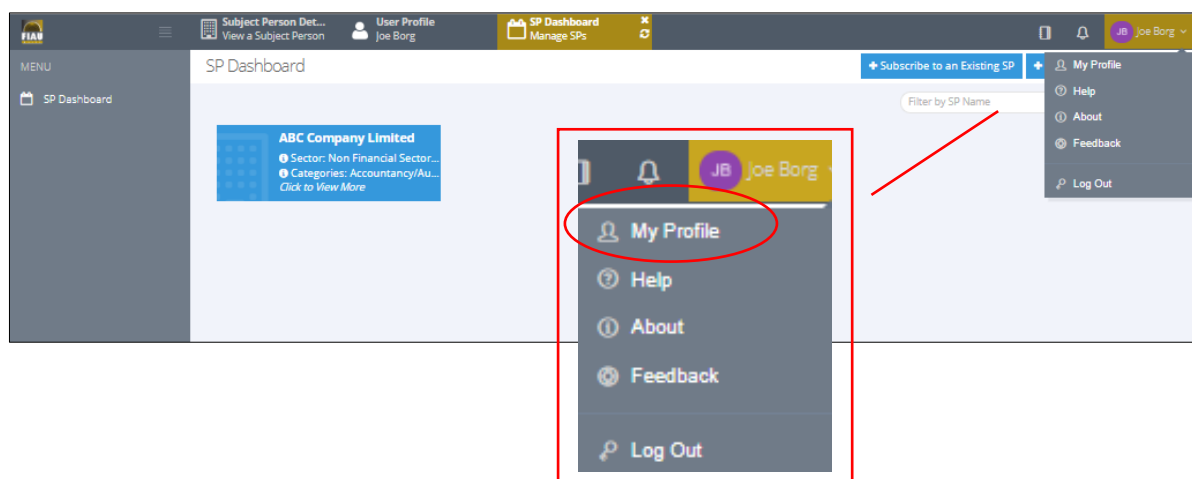 FIAU
Subject Person Det...
View a Subject Person
User Profile
Joe Borg
SP Dashboard
Manage SPs
JB Joe Borg
MENU
SP Dashboard
SP Dashboard
+ Subscribe to an Existing SP
+
Filter by SP Name
My Profile
Help
About
Feedback
Log Out
ABC Company Limited
Sector: Non Financial Sector...
Categories: Accountancy/Au...
Click to View More
JB Joe Borg
My Profile
Help
About
Feedback
Log Out